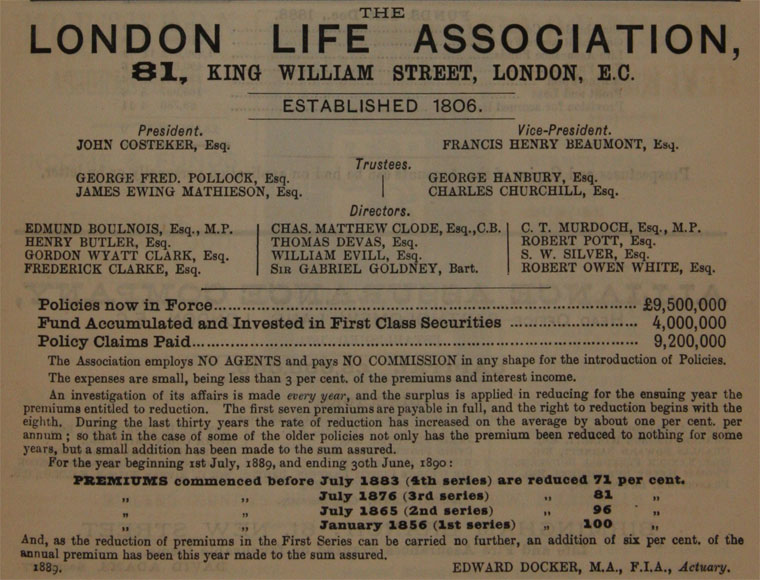 THE
LONDON LIFE ASSOCIATION,
81, KING WILLIAM STREET, LONDON, E.C.
ESTABLISHED 1806.
President. Vice-President.
JOHN COSTEKER, Esq. FRANCIS HENRY BEAUMONT, Esq.
Trustees.
GEORGE FRED. POLLOCK, Esq. GEORGE HANBURY, Esq.
JAMES EWING MATHIESON, Esq. CHARLES CHURCHILL, Esq.
Directors.
EDMUND BOULNOIS, Esq., M.P. CHAS. MATTHEW CLODE, Esq., C.B. C. T. MURDOCH, Esq., M.P.
HENRY BUTLER, Esq. THOMAS DEVAS, Esq. ROBERT POTT, Esq.
GORDON WYATT CLARK, Esq. WILLIAM EVILL, Esq. S. W. SILVER, Esq.
FREDERICK CLARKE, Esq. Sir GABRIEL GOLDNEY, Bart. ROBERT OWEN WHITE, Esq.
Policies now in Force........ £9,500,000
Fund Accumulated and Invested in First Class Securities ........ 4,000,000
Policy Claims Paid........ 9,200,000
The Association employs NO AGENTS and pays NO COMMISSION in any shape for the introduction of Policies.
The expenses are small, being less than 3 per cent. of the premiums and interest income.
An investigation of its affairs is made every year, and the surplus is applied in reducing for the ensuing year the
premiums entitled to reduction. The first seven premiums are payable in full, and the right to reduction begins with the
eighth. During the last thirty years the rate of reduction has increased on the average by about one per cent. per
annum; so that in the case of some of the older policies not only has the premium been reduced to nothing for some
years, but a small addition has been made to the sum assured.
For the year beginning 1st July, 1889, and ending 30th June, 1890:
PREMIUMS commenced before July 1883 (4th series) are reduced 71 per cent.
" " July 1876 (3rd series) " 81 "
" " July 1865 (2nd series) " 96 "
" " January 1856 (1st series) " 100 "
And, as the reduction of premiums in the First Series can be carried no further, an addition of six per cent. of the
annual premium has been this year made to the sum assured.
1889. EDWARD DOCKER, M.A., F.I.A., Actuary.